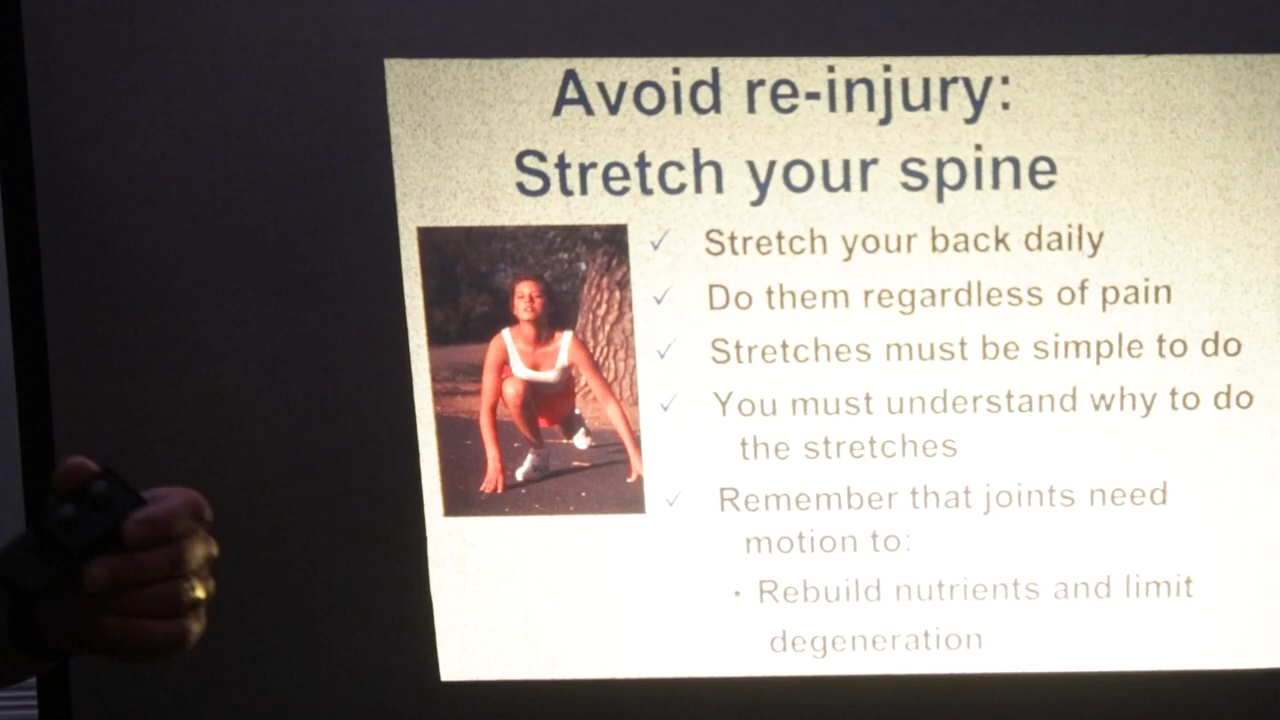 Avoid re-injury:
Stretch your spine
✓ Stretch your back daily
✓ Do them regardless of pain
✓ Stretches must be simple to do
✓ You must understand why to do
the stretches
✓ Remember that joints need
motion to:
· Rebuild nutrients and limit
degeneration